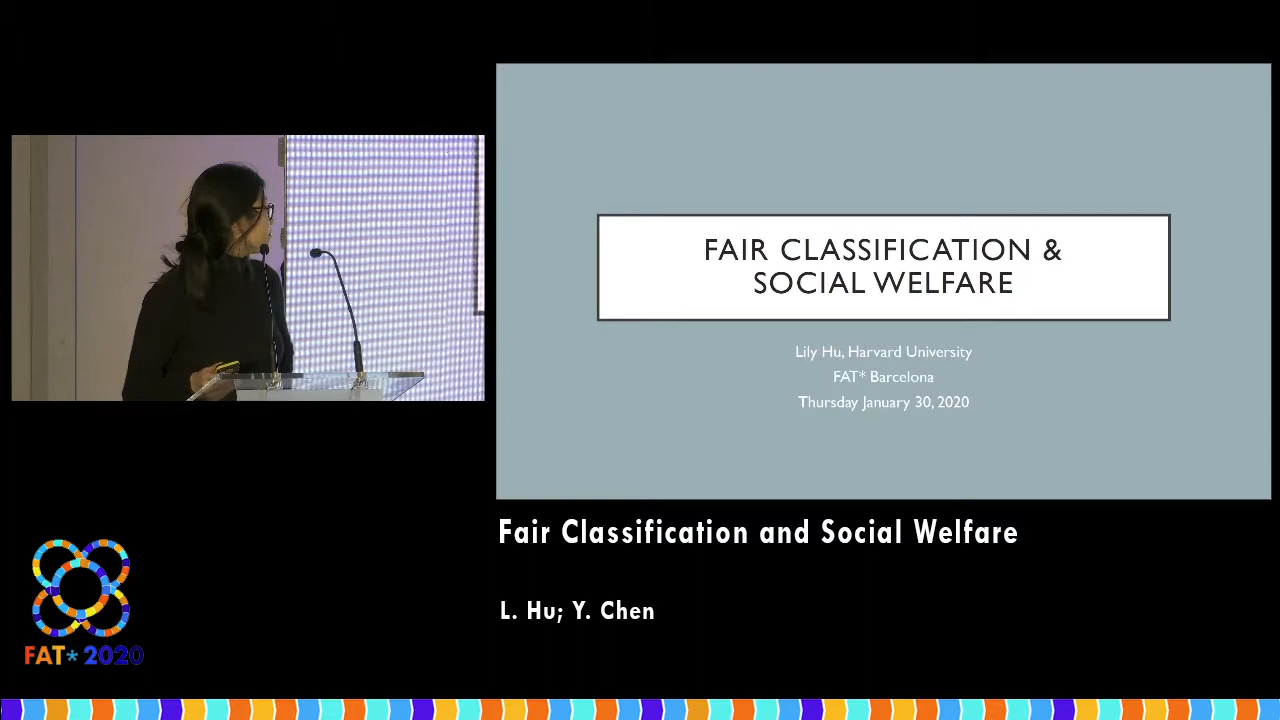 FAIR CLASSIFICATION &
SOCIAL WELFARE
Lily Hu, Harvard University
FAT* Barcelona
Thursday January 30, 2020
Fair Classification and Social Welfare
L. Hu; Y. Chen
FAT* 2020